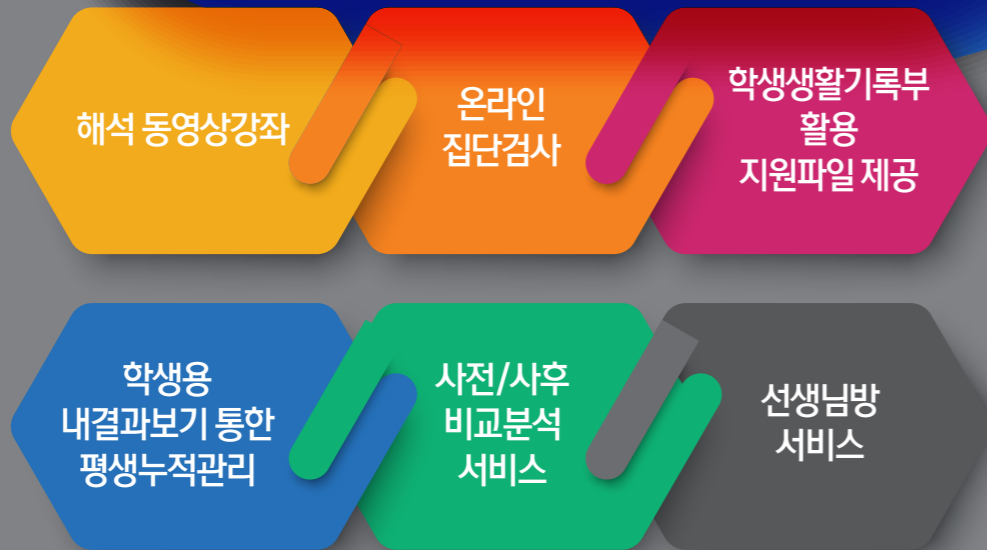 해석 동영상강좌
온라인
집단검사
학생생활기록부
활용
지원파일 제공
학생용
내결과보기 통한
평생누적관리
사전/사후
비교분석
서비스
선생님방
서비스